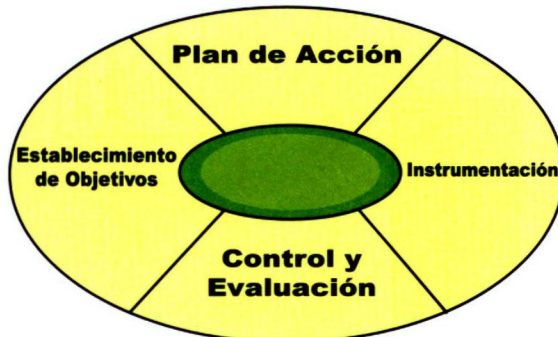 Plan de Acción
Establecimiento
de Objetivos
Instrumentación
Control y
Evaluación